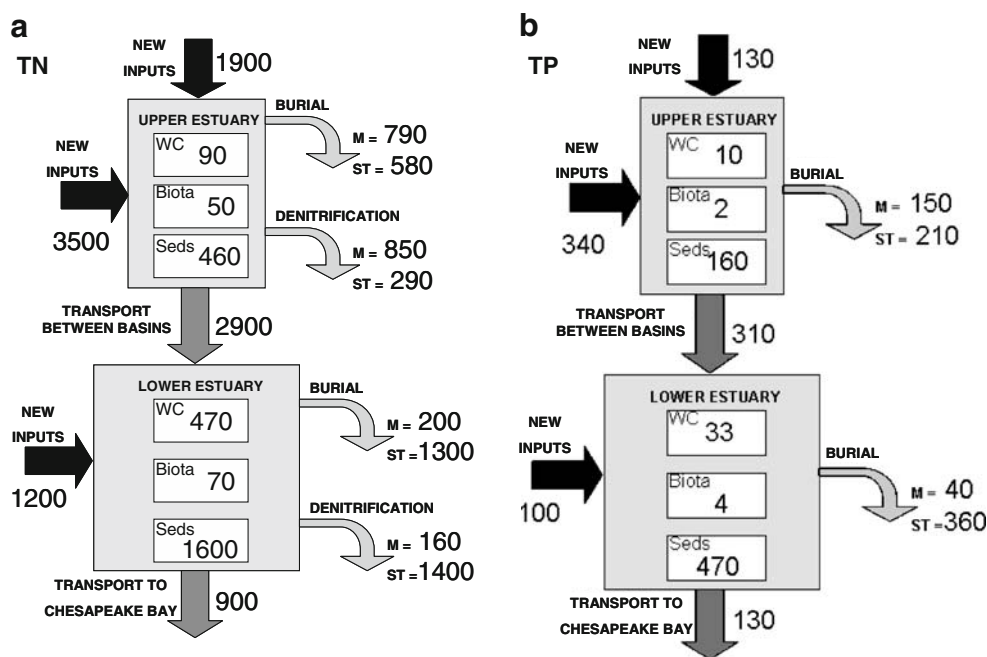 a
TN
NEW
INPUTS
1900
UPPER ESTUARY
WC
90
Biota
50
Seds 460
BURIAL
M = 790
ST = 580
NEW
INPUTS
3500
DENITRIFICATION
M = 850
ST = 290
TRANSPORT
BETWEEN BASINS
2900
LOWER ESTUARY
WC
470
Biota
70
Seds
1600
BURIAL
M = 200
ST =1300
NEW
INPUTS
1200
DENITRIFICATION
M = 160
ST =1400
TRANSPORT TO
CHESAPEAKE BAY
900
b
TP
NEW
INPUTS
130
UPPER ESTUARY
WC
10
Biota
2
Seds
160
BURIAL
M = 150
ST = 210
NEW
INPUTS
340
TRANSPORT
BETWEEN BASINS
310
LOWER ESTUARY
WC
33
Biota
4
Seds
470
BURIAL
M = 40
ST =360
NEW
INPUTS
100
TRANSPORT TO
CHESAPEAKE BAY
130